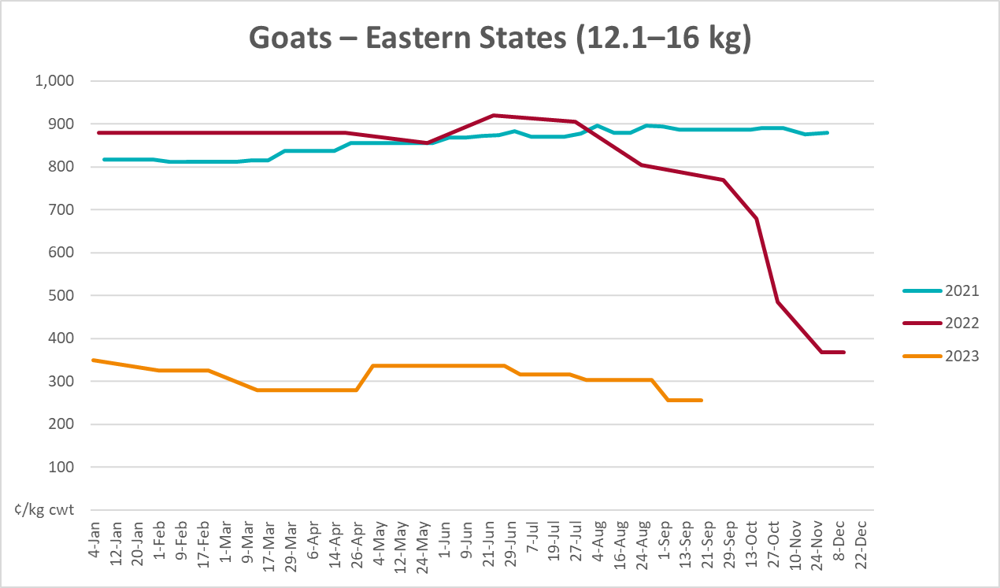 Goats – Eastern States (12.1–16 kg)
1,000
900
800
700
600
500
400
300
200
100
¢/kg cwt
4-Jan
12-Jan
20-Jan
1-Feb
9-Feb
17-Feb
1-Mar
9-Mar
17-Mar
29-Mar
6-Apr
14-Apr
26-Apr
4-May
12-May
24-May
1-Jun
9-Jun
21-Jun
29-Jun
7-Jul
19-Jul
27-Jul
4-Aug
16-Aug
24-Aug
1-Sep
13-Sep
21-Sep
29-Sep
13-Oct
27-Oct
10-Nov
24-Nov
8-Dec
22-Dec
2021
2022
2023